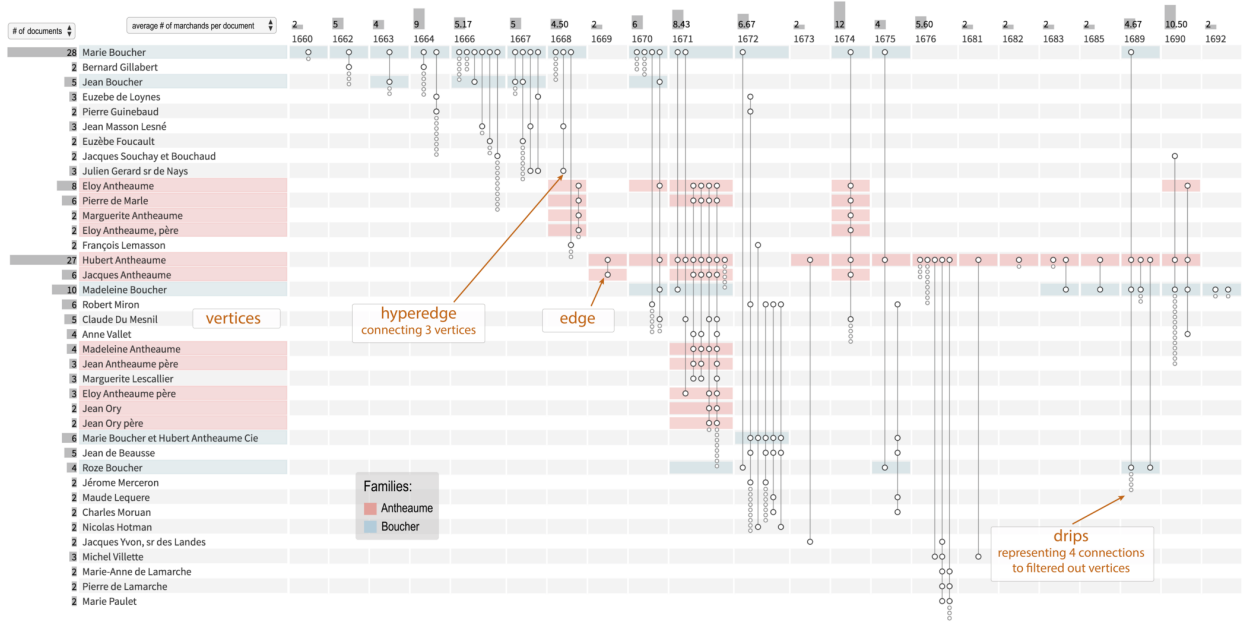 # of documents
average # of marchands per document
2 5 4 9 5.17 5 4.50 2 6 8.43 6.67 2 12 4 5.60 2 2 2 2 4.67 10.50 2
1660 1662 1663 1664 1666 1667 1668 1669 1670 1671 1672 1673 1674 1675 1676 1681 1682 1683 1685 1689 1690 1692
28 Marie Boucher
2 Bernard Gillabert
5 Jean Boucher
3 Euzebe de Loynes
2 Pierre Guinebaud
3 Jean Masson Lesné
2 Euzèbe Foucault
2 Jacques Souchay et Bouchaud
3 Julien Gerard sr de Nays
8 Eloy Antheaume
6 Pierre de Marle
2 Marguerite Antheaume
2 Eloy Antheaume, père
2 François Lemasson
27 Hubert Antheaume
6 Jacques Antheaume
10 Madeleine Boucher
6 Robert Miron
5 Claude Du Mesnil
4 Anne Vallet
4 Madeleine Antheaume
3 Jean Antheaume père
3 Marguerite Lescallier
3 Eloy Antheaume père
2 Jean Ory
2 Jean Ory père
6 Marie Boucher et Hubert Antheaume Cie
5 Jean de Beausse
4 Roze Boucher
2 Jérome Merceron
2 Maude Lequere
2 Charles Moruan
2 Nicolas Hotman
2 Jacques Yvon, sr des Landes
3 Michel Villette
2 Marie-Anne de Lamarche
2 Pierre de Lamarche
2 Marie Paulet
vertices
hyperedge
connecting 3 vertices
edge
Families:
Antheaume
Boucher
drips
representing 4 connections
to filtered out vertices